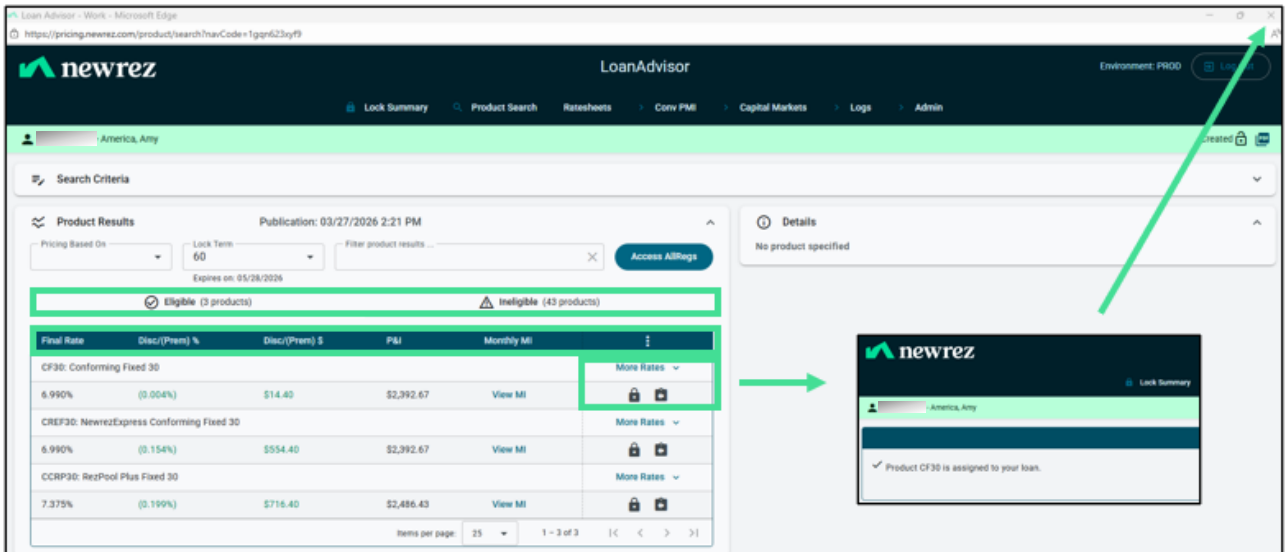 Loan Advisor - Work - Microsoft Edge
https://pricing.newrez.com/product/search?navCode=1gqn623xyf9
newrez
LoanAdvisor
Environment: PROD
Lock Summary Product Search Ratesheets Conv PMI Capital Markets Logs Admin
America, Amy
Created
Search Criteria
Product Results Publication: 03/27/2026 2:21 PM
Details
Pricing Based On
Lock Term
60
Filter product results ...
Access AllRegs
No product specified
Expires on: 05/28/2026
Eligible (3 products) Ineligible (43 products)
Final Rate Disc/(Prem) % Disc/(Prem) $ P&I Monthly MI
CF30: Conforming Fixed 30 More Rates
6.990% (0.004%) $14.40 $2,392.67 View MI
CREF30: NewrezExpress Conforming Fixed 30 More Rates
6.990% (0.154%) $554.40 $2,392.67 View MI
CCRP30: RezPool Plus Fixed 30 More Rates
7.375% (0.199%) $716.40 $2,486.43 View MI
Items per page: 25 1 – 3 of 3
newrez
Lock Summary
- America, Amy
Product CF30 is assigned to your loan.